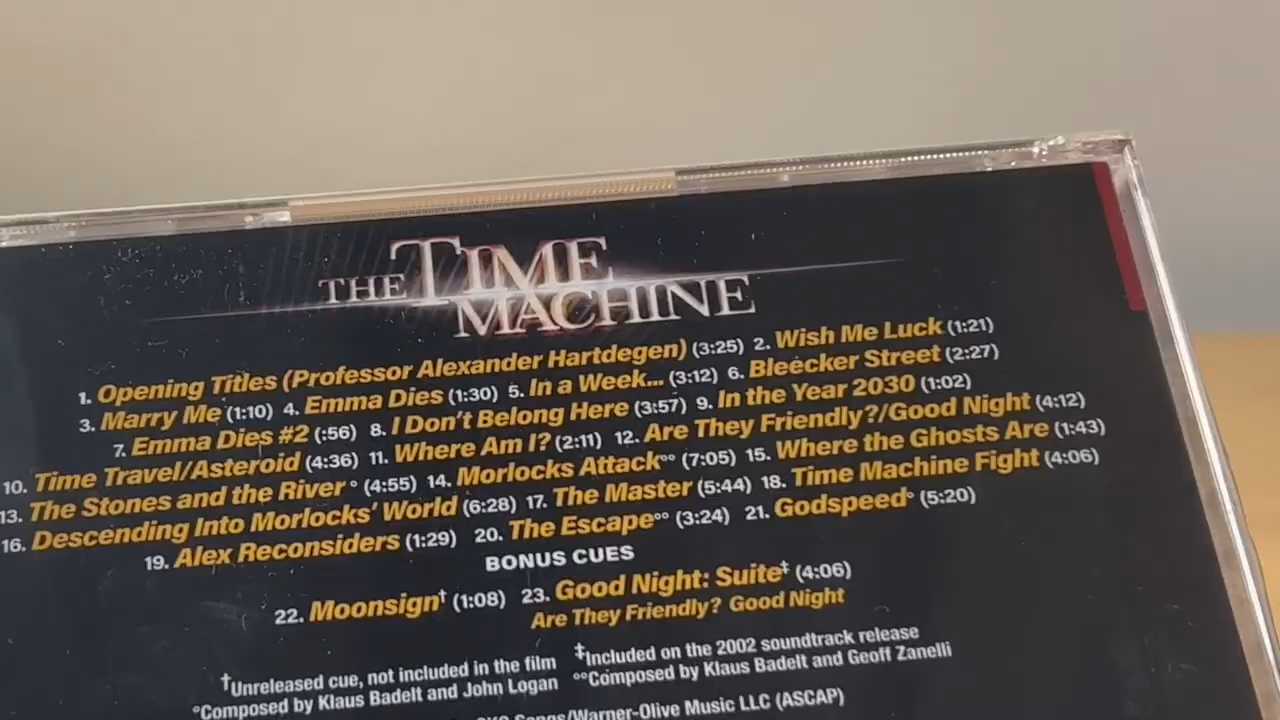 THE TIME
MACHINE
1. Opening Titles (Professor Alexander Hartdegen) (3:25) 2. Wish Me Luck (1:21)
3. Marry Me (1:10) 4. Emma Dies (1:30) 5. In a Week... (3:12) 6. Bleecker Street (2:27)
7. Emma Dies #2 (:56) 8. I Don't Belong Here (3:57) 9. In the Year 2030 (1:02)
10. Time Travel/Asteroid (4:36) 11. Where Am I? (2:11) 12. Are They Friendly?/Good Night (4:12)
13. The Stones and the River° (4:55) 14. Morlocks Attack°° (7:05) 15. Where the Ghosts Are (1:43)
16. Descending Into Morlocks' World (6:28) 17. The Master (5:44) 18. Time Machine Fight (4:06)
19. Alex Reconsiders (1:29) 20. The Escape°° (3:24) 21. Godspeed° (5:20)
BONUS CUES
22. Moonsign† (1:08) 23. Good Night: Suite‡ (4:06)
Are They Friendly? Good Night
†Unreleased cue, not included in the film ‡Included on the 2002 soundtrack release
°Composed by Klaus Badelt and John Logan °°Composed by Klaus Badelt and Geoff Zanelli
Songs/Warner-Olive Music LLC (ASCAP)